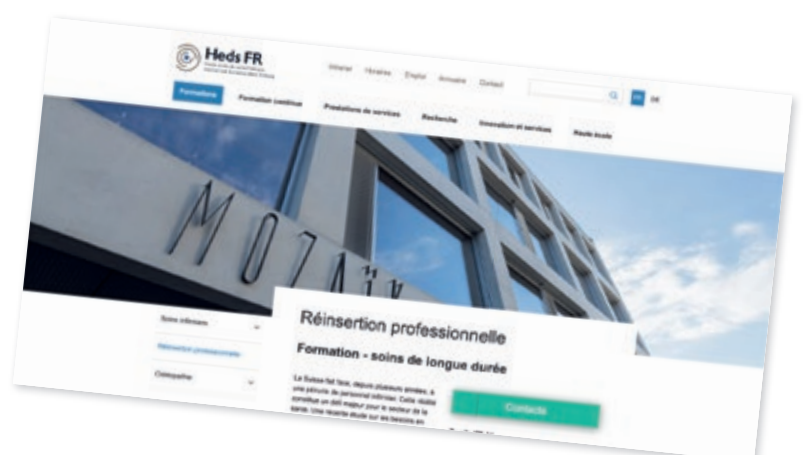 Heds FR
Intranet Horaires Emploi Annuaire Contact
FR DE
Formations Formation continue Prestations de services Recherche Innovation et services Haute école
MOZAÏK
Réinsertion professionnelle
Formation - soins de longue durée
Soins infirmiers
Réinsertion professionnelle
Ostéopathie
La Suisse fait face, depuis plusieurs années, à
une pénurie de personnel infirmier. Cette réalité
constitue un défi majeur pour le secteur de la
santé. Une récente étude sur les besoins en
Contacts